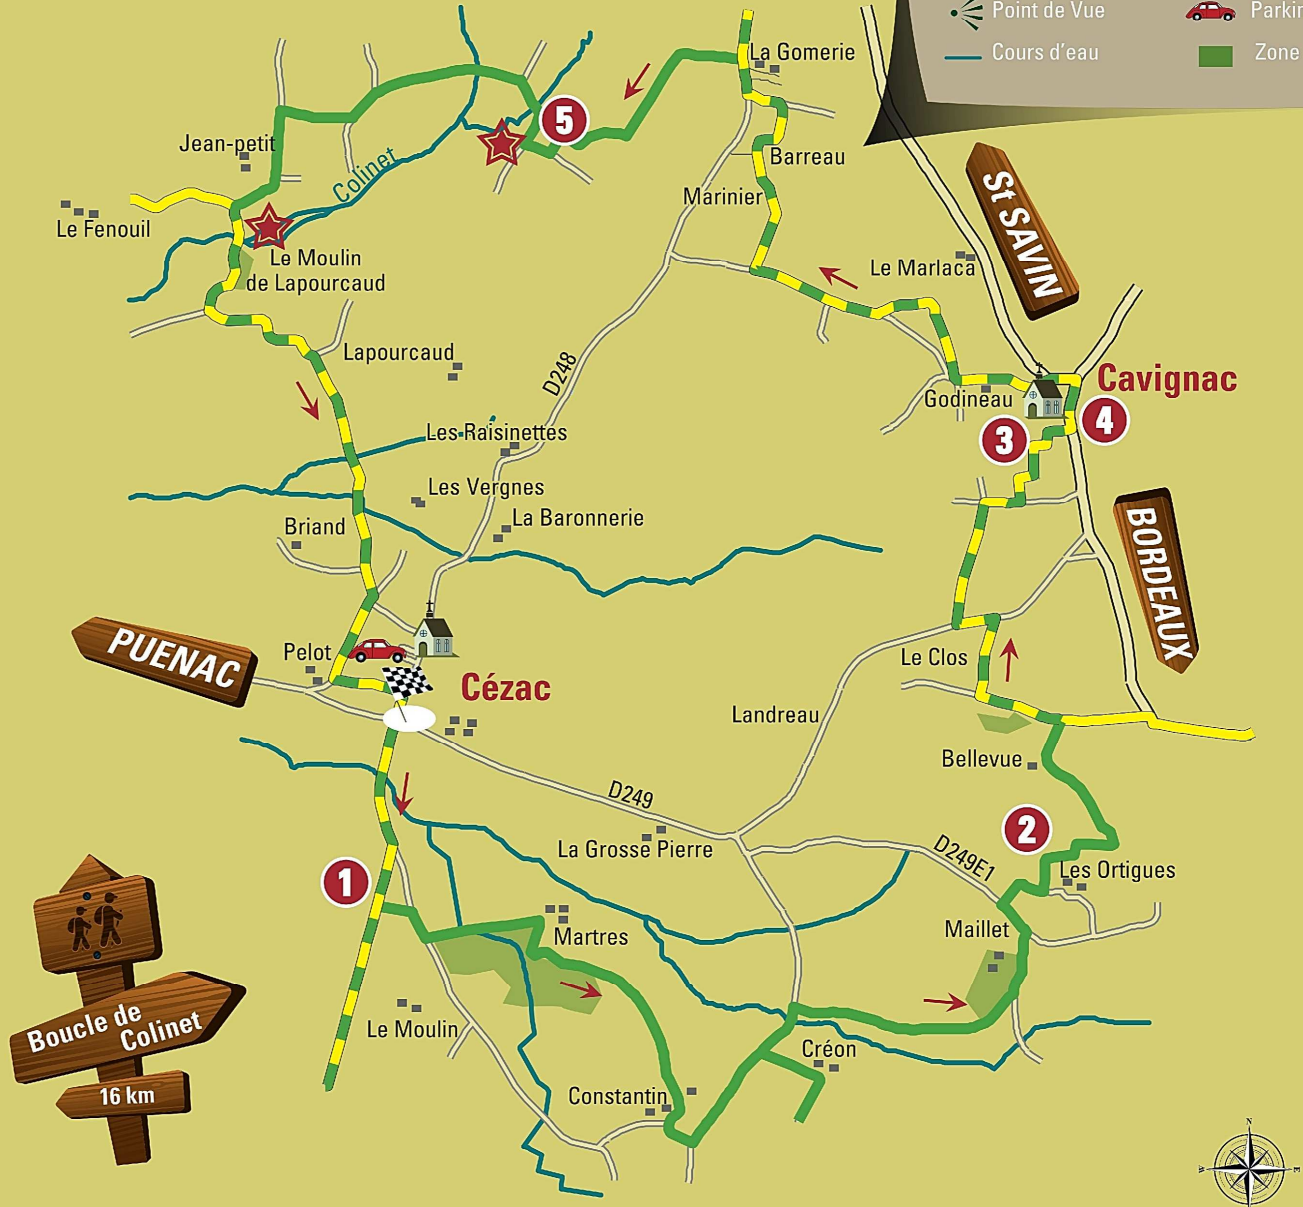 Point de Vue
Parkin
Cours d'eau
Zone
La Gomerie
5
Jean-petit
Colinet
Barreau
Marinier
St SAVIN
Le Fenouil
Le Moulin
de Lapourcaud
Le Marlaca
Lapourcaud
D248
Cavignac
Godineau
4
3
Les Raisinettes
Les Vergnes
La Baronnerie
Briand
BORDEAUX
PUENAC
Pelot
Cézac
Le Clos
Landreau
Bellevue
D249
2
La Grosse Pierre
D249E1
Les Ortigues
1
Martres
Maillet
Boucle de
Colinet
Le Moulin
Créon
16 km
Constantin
N
W
E